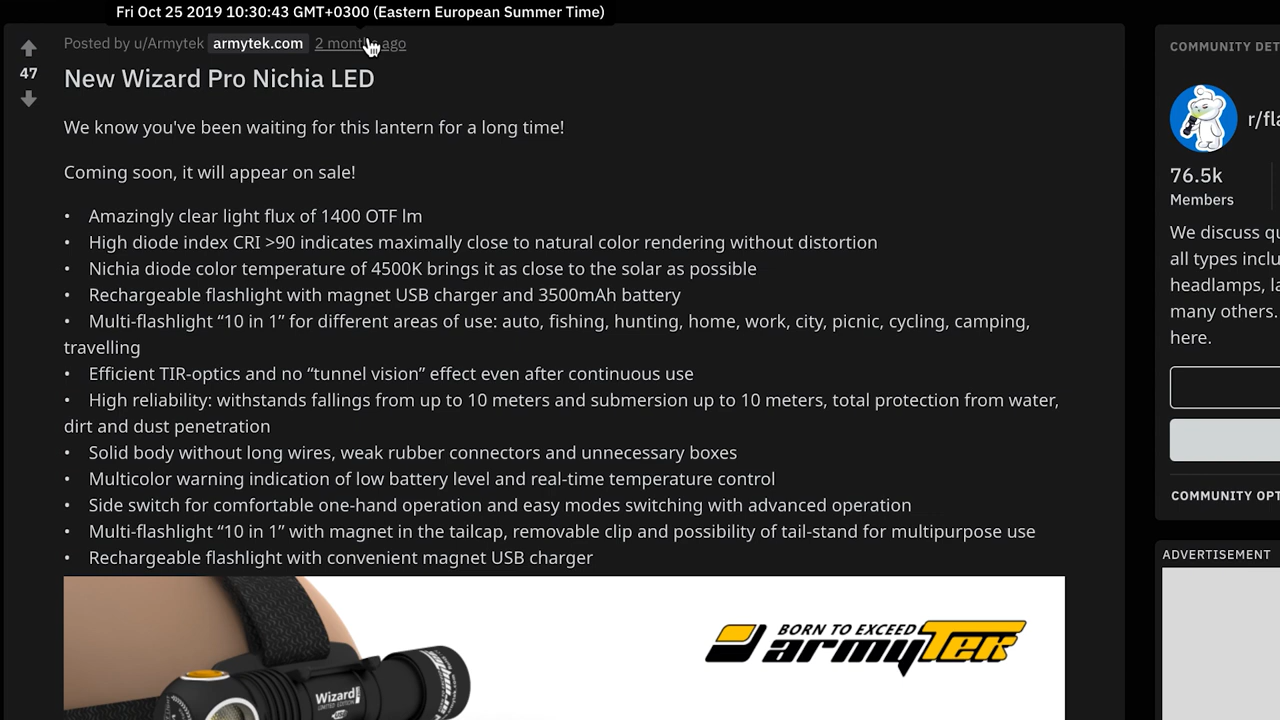 Fri Oct 25 2019 10:30:43 GMT+0300 (Eastern European Summer Time)
Posted by u/Armytek armytek.com 2 months ago
47
New Wizard Pro Nichia LED
We know you've been waiting for this lantern for a long time!
Coming soon, it will appear on sale!
• Amazingly clear light flux of 1400 OTF lm
• High diode index CRI >90 indicates maximally close to natural color rendering without distortion
• Nichia diode color temperature of 4500K brings it as close to the solar as possible
• Rechargeable flashlight with magnet USB charger and 3500mAh battery
• Multi-flashlight “10 in 1” for different areas of use: auto, fishing, hunting, home, work, city, picnic, cycling, camping,
travelling
• Efficient TIR-optics and no “tunnel vision” effect even after continuous use
• High reliability: withstands fallings from up to 10 meters and submersion up to 10 meters, total protection from water,
dirt and dust penetration
• Solid body without long wires, weak rubber connectors and unnecessary boxes
• Multicolor warning indication of low battery level and real-time temperature control
• Side switch for comfortable one-hand operation and easy modes switching with advanced operation
• Multi-flashlight “10 in 1” with magnet in the tailcap, removable clip and possibility of tail-stand for multipurpose use
• Rechargeable flashlight with convenient magnet USB charger
BORN TO EXCEED
armyTek
Wizard
LIMITED EDITION
COMMUNITY DET
r/fla
76.5k
Members
We discuss qu
all types inclu
headlamps, la
many others.
here.
COMMUNITY OPT
ADVERTISEMENT